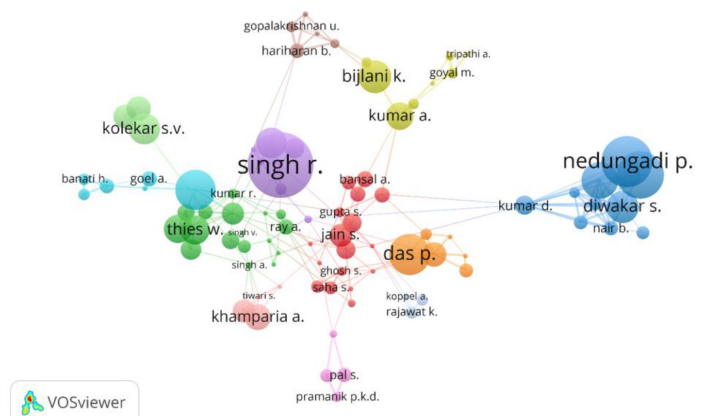 gopalakrishnan u.
hariharan b.
tripathi a.
goyal m.
bijlani k.
kumar a.
kolekar s.v.
singh r.
nedungadi p.
banati h.
goel a.
bansal a.
kumar r.
diwakar s.
kumar d.
gupta s.
thies w.
singh v.
ray a.
jain s.
nair b.
das p.
singh a.
ghosh s.
saha s.
tiwari s.
koppel a.
rajawat k.
khamparia a.
pal s.
pramanik p.k.d.
VOSviewer